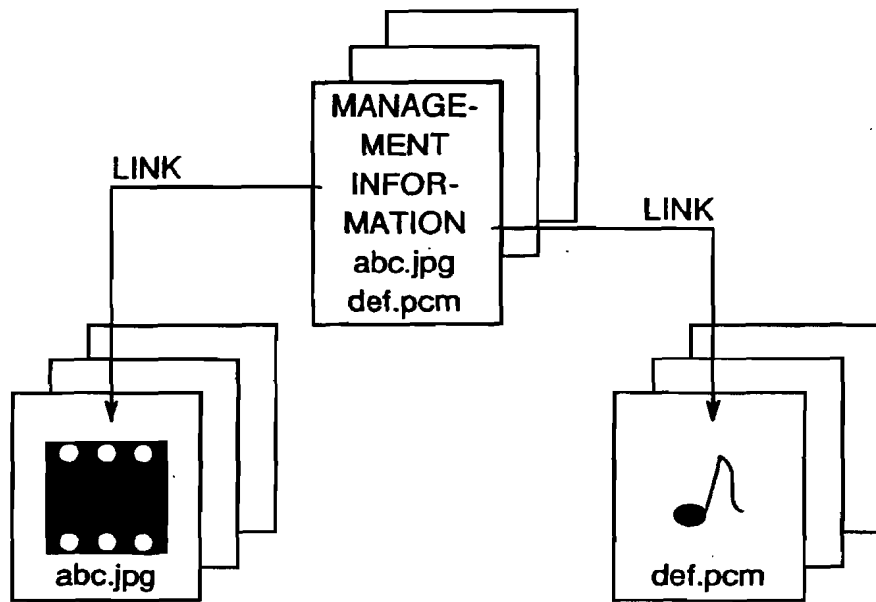 MANAGE-
MENT
INFOR-
MATION
abc.jpg
def.pcm
LINK
LINK
abc.jpg
def.pcm